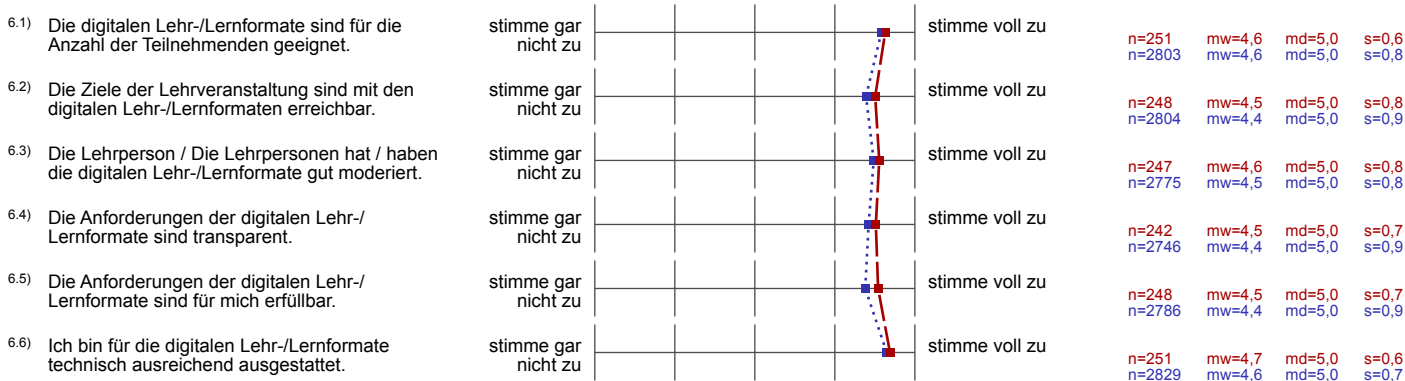 6.1) Die digitalen Lehr-/Lernformate sind für die
Anzahl der Teilnehmenden geeignet.
stimme gar
nicht zu
stimme voll zu
n=251 mw=4,6 md=5,0 s=0,6
n=2803 mw=4,6 md=5,0 s=0,8
6.2) Die Ziele der Lehrveranstaltung sind mit den
digitalen Lehr-/Lernformaten erreichbar.
stimme gar
nicht zu
stimme voll zu
n=248 mw=4,5 md=5,0 s=0,8
n=2804 mw=4,4 md=5,0 s=0,9
6.3) Die Lehrperson / Die Lehrpersonen hat / haben
die digitalen Lehr-/Lernformate gut moderiert.
stimme gar
nicht zu
stimme voll zu
n=247 mw=4,6 md=5,0 s=0,8
n=2775 mw=4,5 md=5,0 s=0,8
6.4) Die Anforderungen der digitalen Lehr-/
Lernformate sind transparent.
stimme gar
nicht zu
stimme voll zu
n=242 mw=4,5 md=5,0 s=0,7
n=2746 mw=4,4 md=5,0 s=0,9
6.5) Die Anforderungen der digitalen Lehr-/
Lernformate sind für mich erfüllbar.
stimme gar
nicht zu
stimme voll zu
n=248 mw=4,5 md=5,0 s=0,7
n=2786 mw=4,4 md=5,0 s=0,9
6.6) Ich bin für die digitalen Lehr-/Lernformate
technisch ausreichend ausgestattet.
stimme gar
nicht zu
stimme voll zu
n=251 mw=4,7 md=5,0 s=0,6
n=2829 mw=4,6 md=5,0 s=0,7